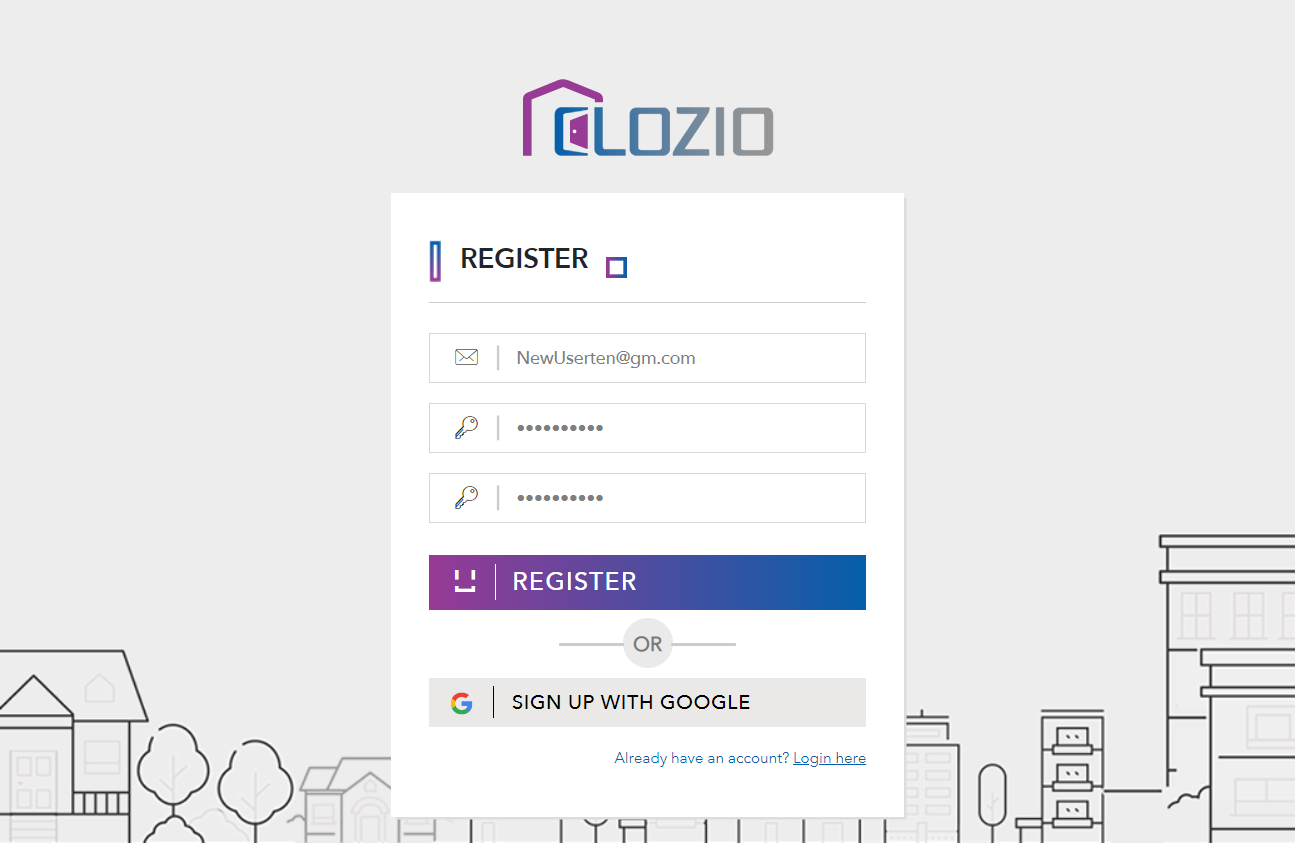 CLOZIO
REGISTER
NewUserten@gm.com
••••••••••
••••••••••
REGISTER
OR
SIGN UP WITH GOOGLE
Already have an account? Login here